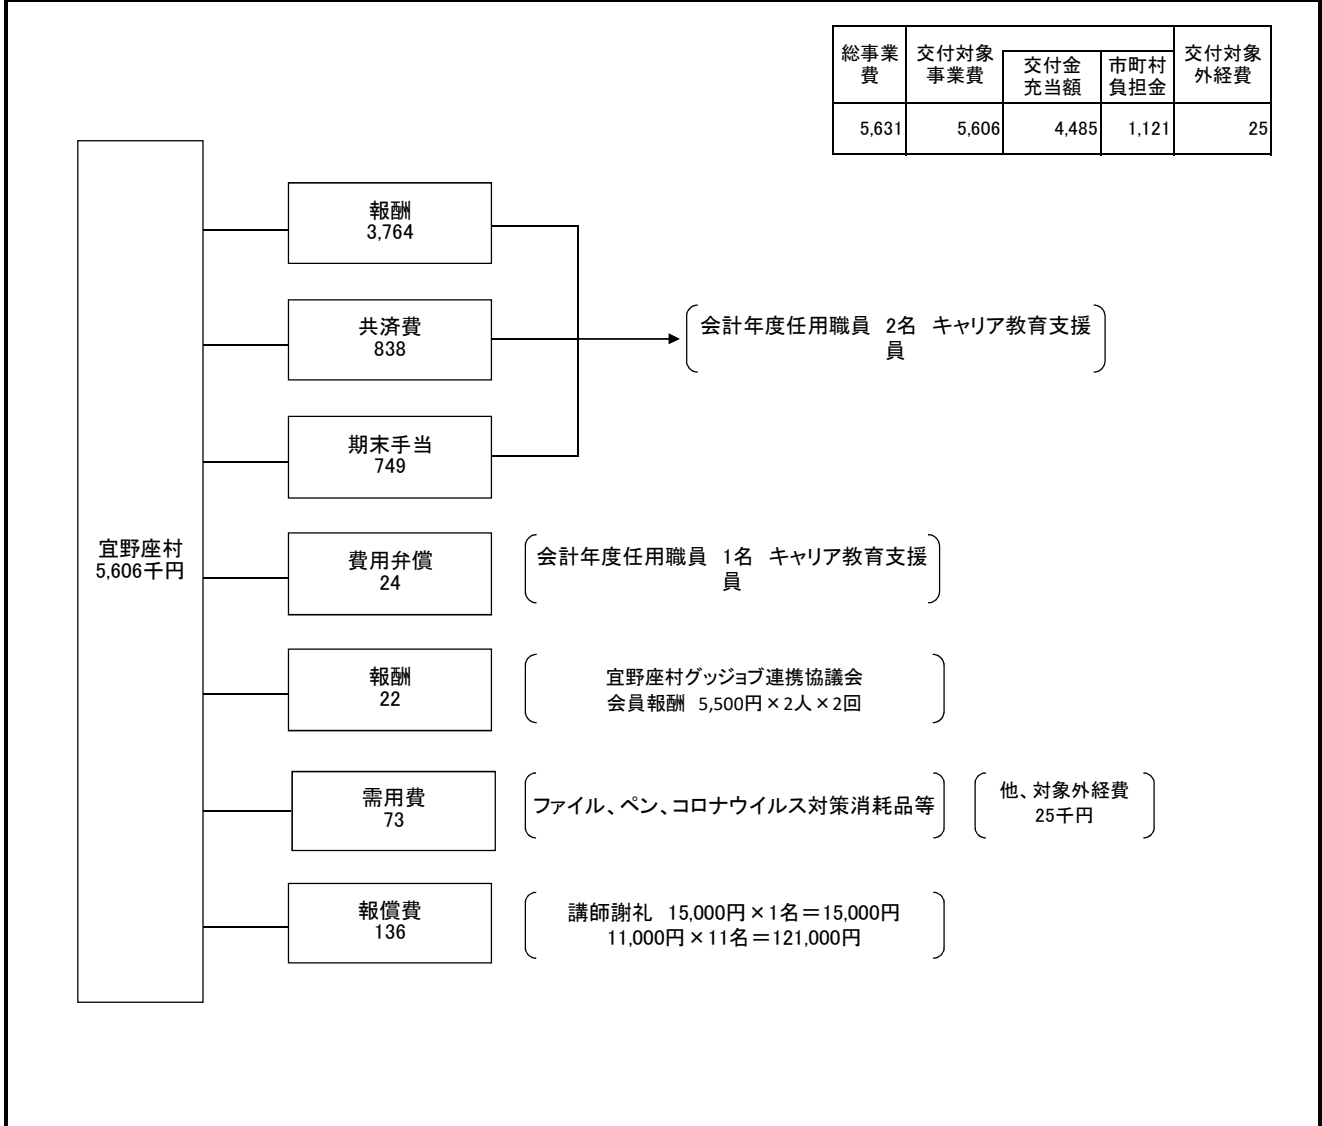 総事業
費
交付対象
事業費
交付金
充当額
市町村
負担金
交付対象
外経費
5,631
5,606
4,485
1,121
25
宜野座村
5,606千円
報酬
3,764
共済費
838
期末手当
749
会計年度任用職員 2名 キャリア教育支援
員
費用弁償
24
会計年度任用職員 1名 キャリア教育支援
員
報酬
22
宜野座村グッジョブ連携協議会
会員報酬 5,500円×2人×2回
需用費
73
ファイル、ペン、コロナウイルス対策消耗品等
他、対象外経費
25千円
報償費
136
講師謝礼 15,000円×1名＝15,000円
11,000円×11名＝121,000円